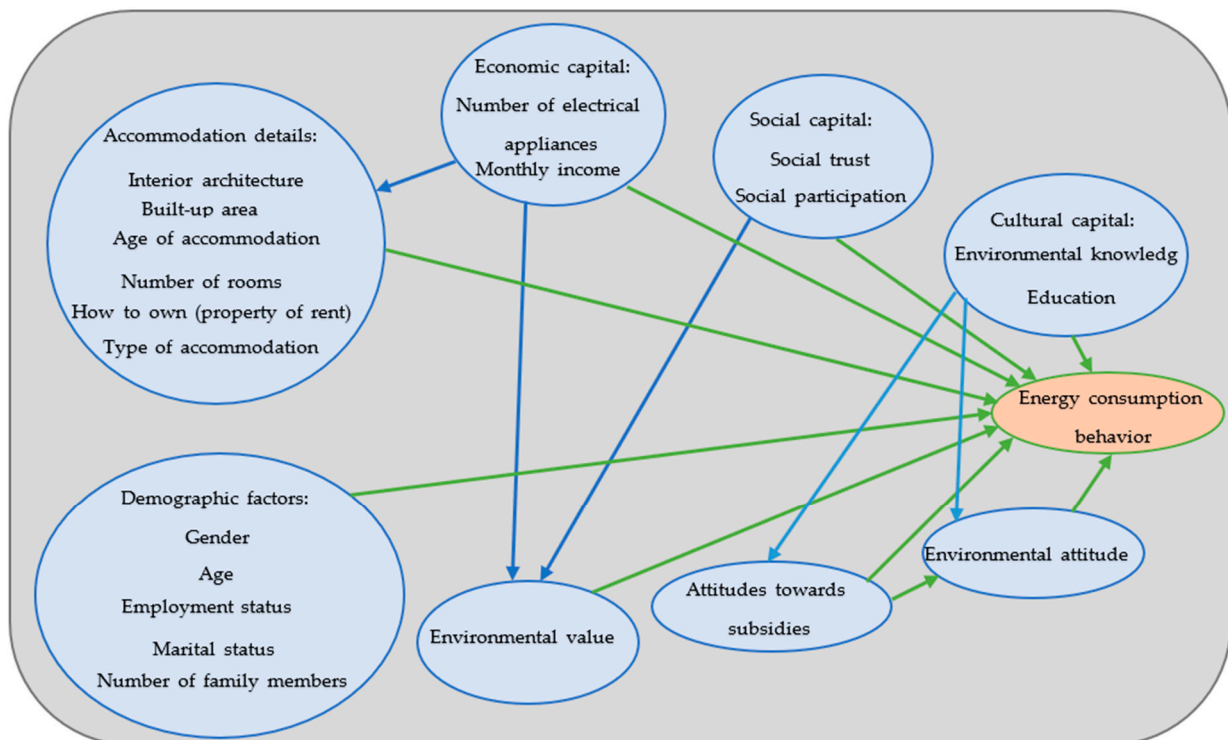 Economic capital:
Number of electrical
appliances
Monthly income
Social capital:
Social trust
Social participation
Accommodation details:
Interior architecture
Built-up area
Age of accommodation
Number of rooms
How to own (property of rent)
Type of accommodation
Cultural capital:
Environmental knowledg
Education
Energy consumption
behavior
Demographic factors:
Gender
Age
Employment status
Marital status
Number of family members
Environmental value
Attitudes towards
subsidies
Environmental attitude